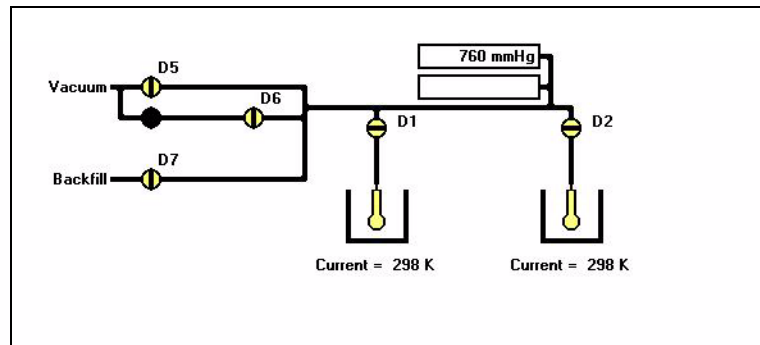 760 mmHg
D5
Vacuum
D6
D1
D2
D7
Backfill
Current = 298 K
Current = 298 K